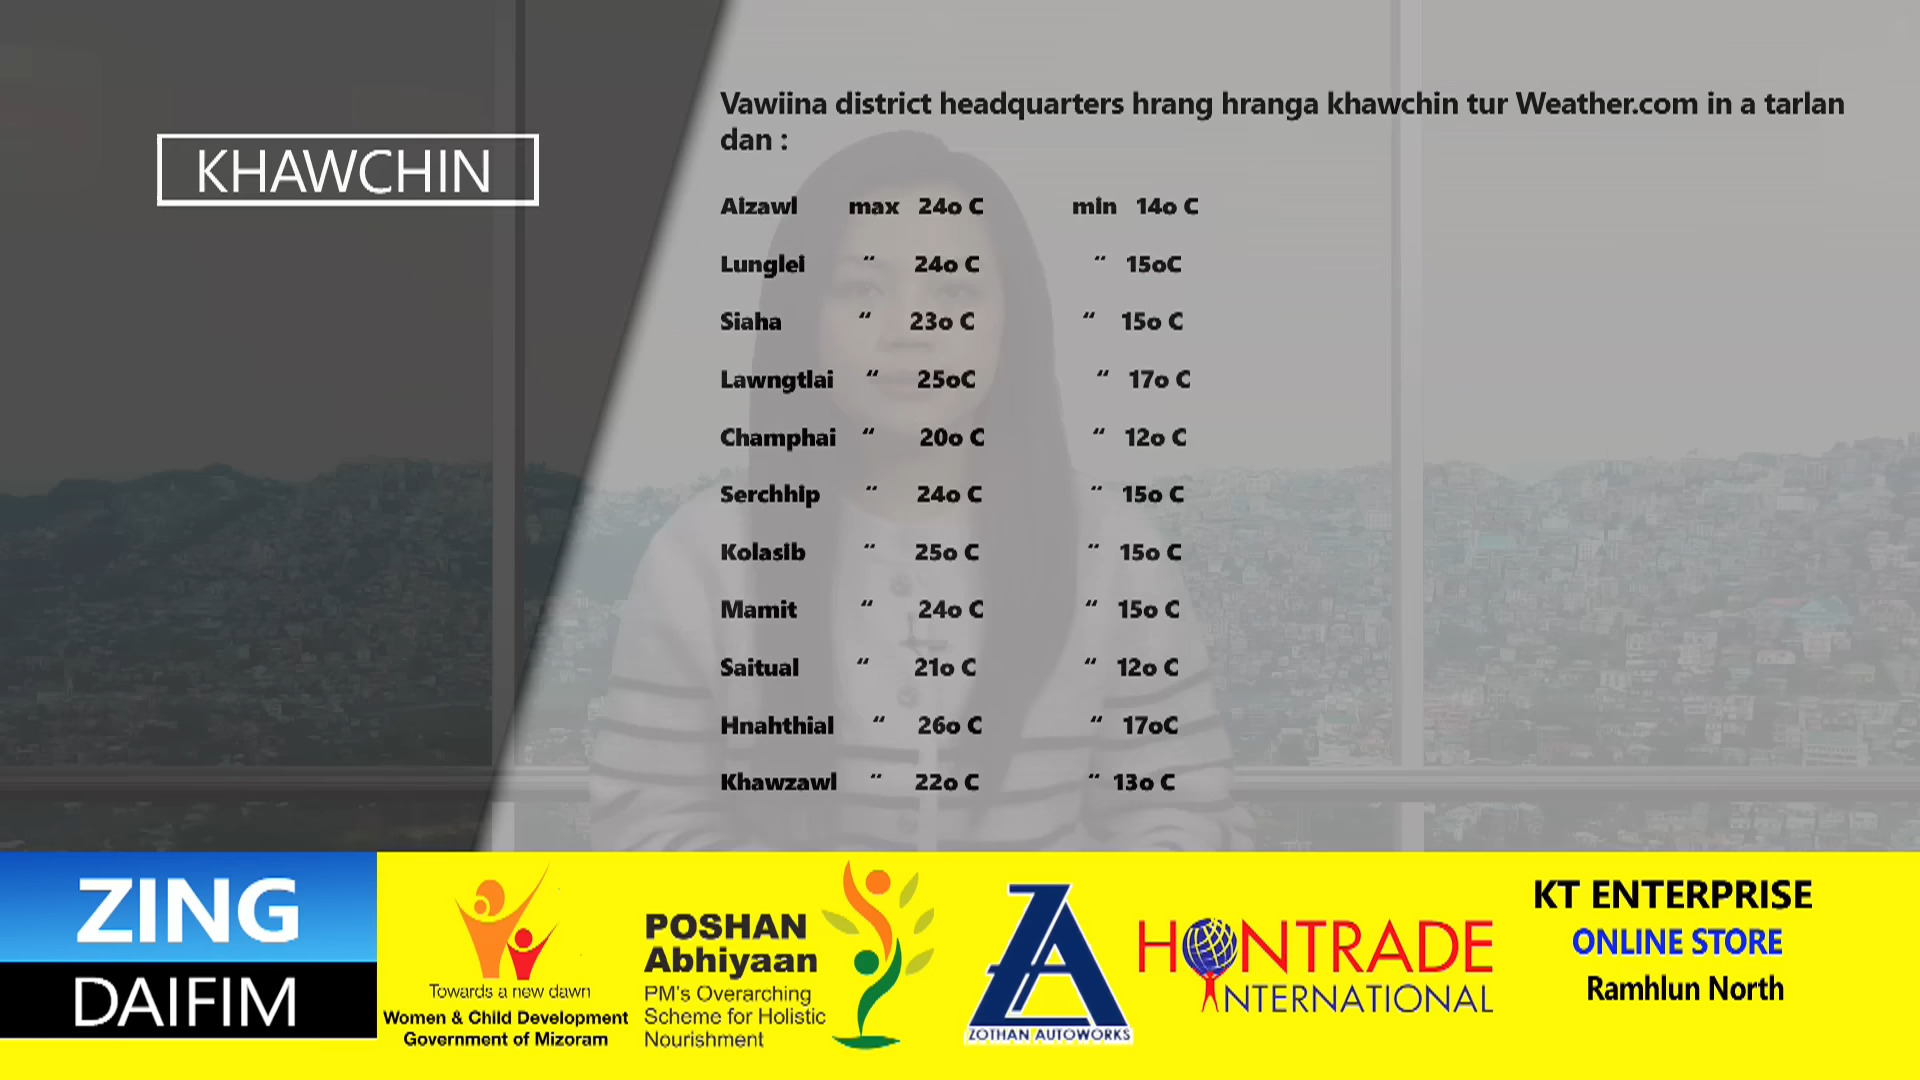 KHAWCHIN
Vawiina district headquarters hrang hranga khawchin tur Weather.com in a tarlan
dan :
Aizawl max 24o C min 14o C
Lunglei “ 24o C “ 15oC
Siaha “ 23o C “ 15o C
Lawngtlai “ 25oC “ 17o C
Champhai “ 20o C “ 12o C
Serchhip “ 24o C “ 15o C
Kolasib “ 25o C “ 15o C
Mamit “ 24o C “ 15o C
Saitual “ 21o C “ 12o C
Hnahthial “ 26o C “ 17oC
Khawzawl “ 22o C “ 13o C
ZING
DAIFIM
Towards a new dawn
Women & Child Development
Government of Mizoram
POSHAN
Abhiyaan
PM's Overarching
Scheme for Holistic
Nourishment
ZA
ZOTHAN AUTOWORKS
HONTRADE
INTERNATIONAL
KT ENTERPRISE
ONLINE STORE
Ramhlun North